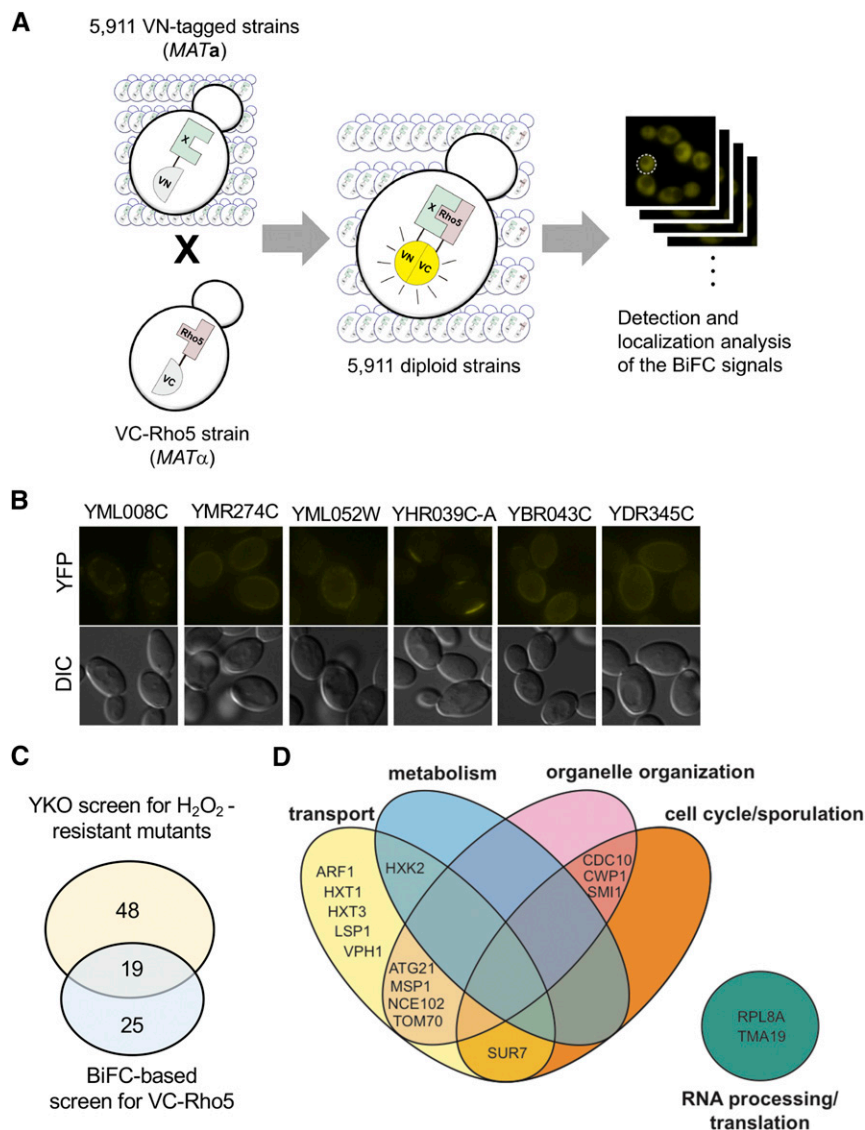 A
5,911 VN-tagged strains
(MATa)
X
VN
X
Rho5
VC
VC-Rho5 strain
(MATα)
X
Rho5
VN
VC
5,911 diploid strains
Detection and
localization analysis
of the BiFC signals
B
YML008C YMR274C YML052W YHR039C-A YBR043C YDR345C
YFP
DIC
C
YKO screen for H₂O₂ -
resistant mutants
48
19
25
BiFC-based
screen for VC-Rho5
D
metabolism
organelle organization
transport
cell cycle/sporulation
ARF1
HXT1
HXT3
LSP1
VPH1
HXK2
CDC10
CWP1
SMI1
ATG21
MSP1
NCE102
TOM70
SUR7
RPL8A
TMA19
RNA processing/
translation